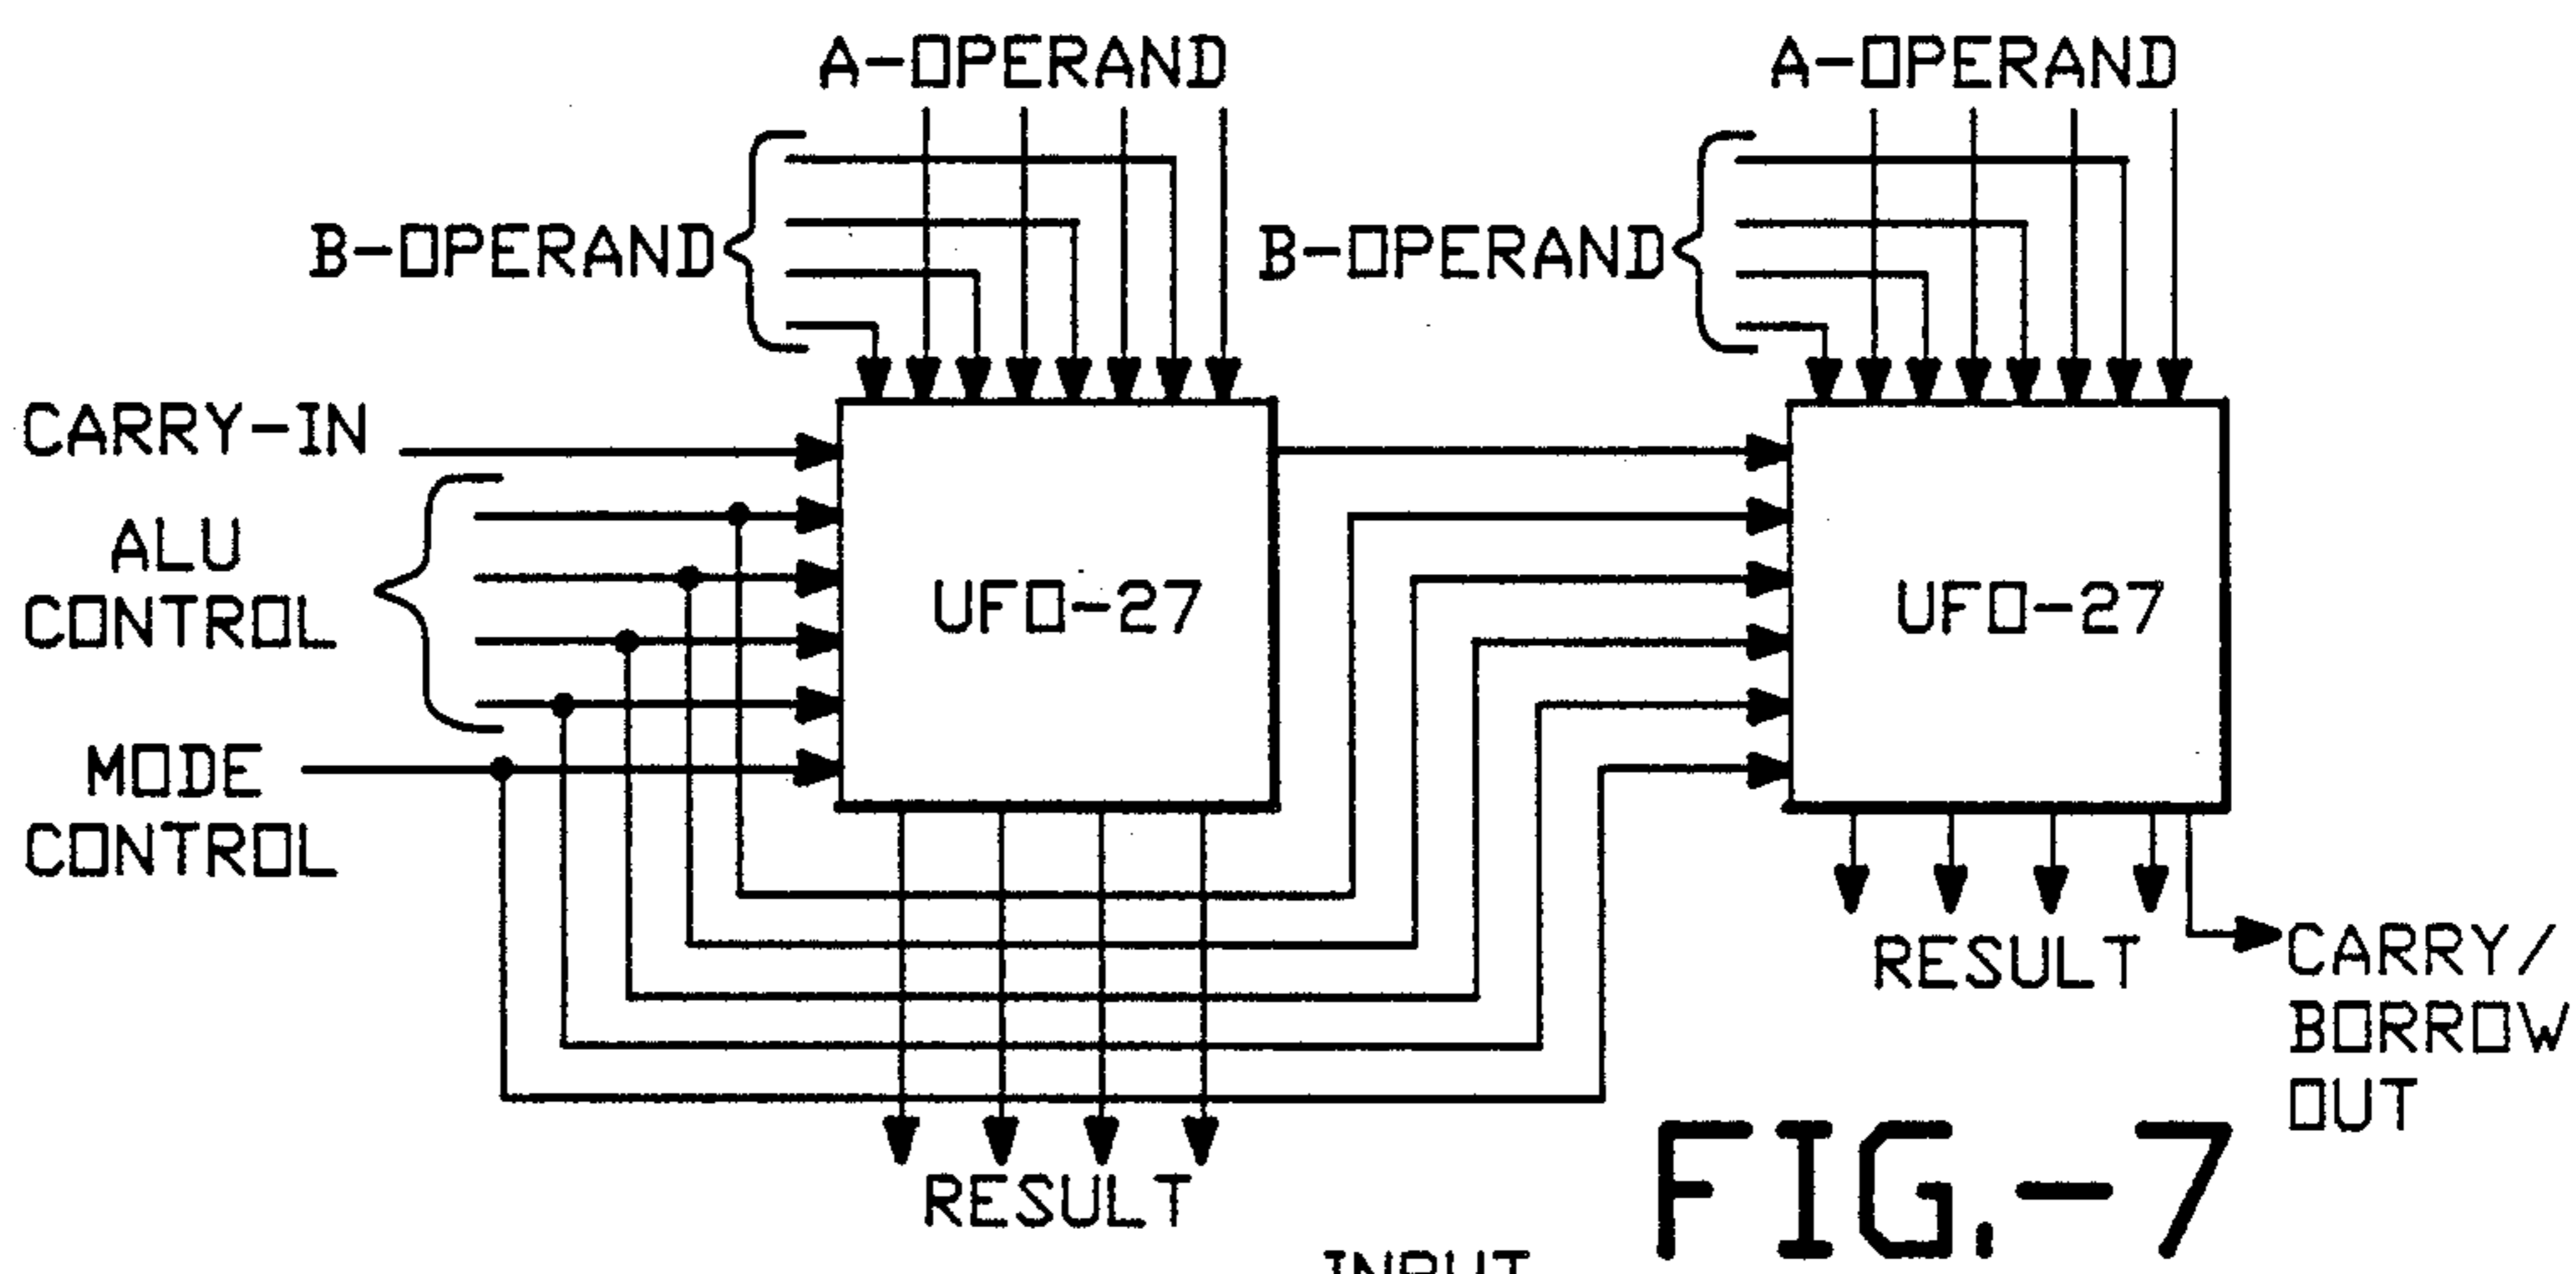 A-OPERAND
A-OPERAND
B-OPERAND
B-OPERAND
CARRY-IN
ALU
CONTROL
UFO-27
UFO-27
MODE
CONTROL
RESULT
CARRY/
BORROW
OUT
RESULT
FIG.-7
INPUT